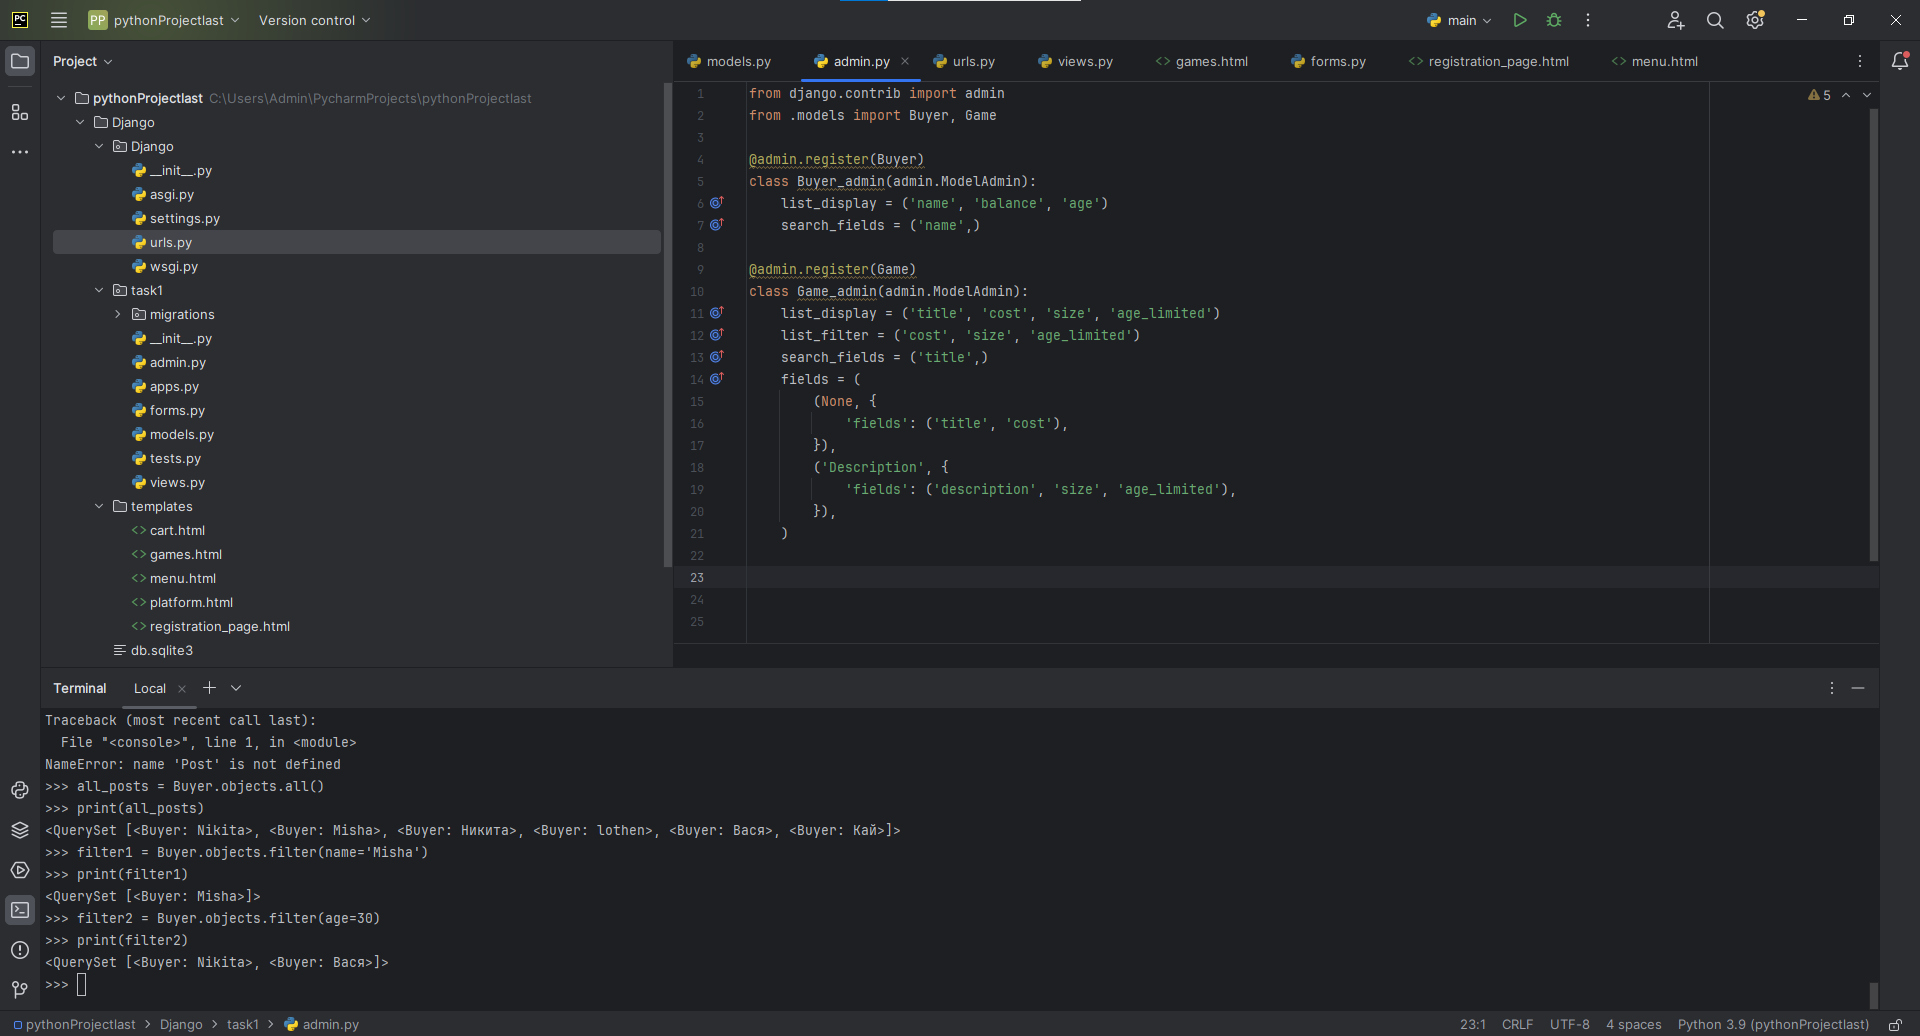 PC PP pythonProjectlast Version control main
Project
models.py admin.py urls.py views.py games.html forms.py registration_page.html menu.html
pythonProjectlast C:\Users\Admin\PycharmProjects\pythonProjectlast
Django
Django
__init__.py
asgi.py
settings.py
urls.py
wsgi.py
task1
migrations
__init__.py
admin.py
apps.py
forms.py
models.py
tests.py
views.py
templates
cart.html
games.html
menu.html
platform.html
registration_page.html
db.sqlite3
5
1 from django.contrib import admin
2 from .models import Buyer, Game
3
4 @admin.register(Buyer)
5 class Buyer_admin(admin.ModelAdmin):
6     list_display = ('name', 'balance', 'age')
7     search_fields = ('name',)
8
9 @admin.register(Game)
10 class Game_admin(admin.ModelAdmin):
11     list_display = ('title', 'cost', 'size', 'age_limited')
12     list_filter = ('cost', 'size', 'age_limited')
13     search_fields = ('title',)
14     fields = (
15         (None, {
16             'fields': ('title', 'cost'),
17         }),
18         ('Description', {
19             'fields': ('description', 'size', 'age_limited'),
20         }),
21     )
22
23
24
25
Terminal Local
Traceback (most recent call last):
  File "<console>", line 1, in <module>
NameError: name 'Post' is not defined
>>> all_posts = Buyer.objects.all()
>>> print(all_posts)
<QuerySet [<Buyer: Nikita>, <Buyer: Misha>, <Buyer: Никита>, <Buyer: lothen>, <Buyer: Вася>, <Buyer: Кай>]>
>>> filter1 = Buyer.objects.filter(name='Misha')
>>> print(filter1)
<QuerySet [<Buyer: Misha>]>
>>> filter2 = Buyer.objects.filter(age=30)
>>> print(filter2)
<QuerySet [<Buyer: Nikita>, <Buyer: Вася>]>
>>>
pythonProjectlast > Django > task1 > admin.py 23:1 CRLF UTF-8 4 spaces Python 3.9 (pythonProjectlast)